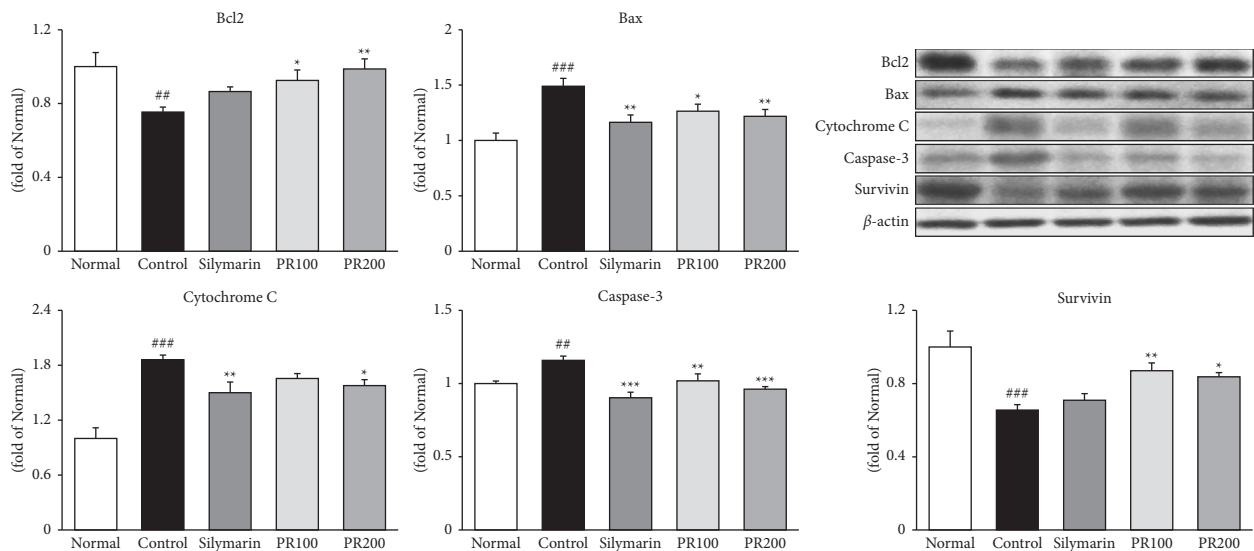 Bcl2
(fold of Normal)
1.2
0.8
0.4
0
##
*
**
Normal Control Silymarin PR100 PR200
Bax
(fold of Normal)
2
1.5
1
0.5
0
###
**
*
**
Normal Control Silymarin PR100 PR200
Bcl2
Bax
Cytochrome C
Caspase-3
Survivin
β-actin
Cytochrome C
(fold of Normal)
2.4
1.8
1.2
0.6
0
###
**
*
Normal Control Silymarin PR100 PR200
Caspase-3
(fold of Normal)
1.5
1
0.5
0
##
***
**
***
Normal Control Silymarin PR100 PR200
Survivin
(fold of Normal)
1.2
0.8
0.4
0
###
**
*
Normal Control Silymarin PR100 PR200